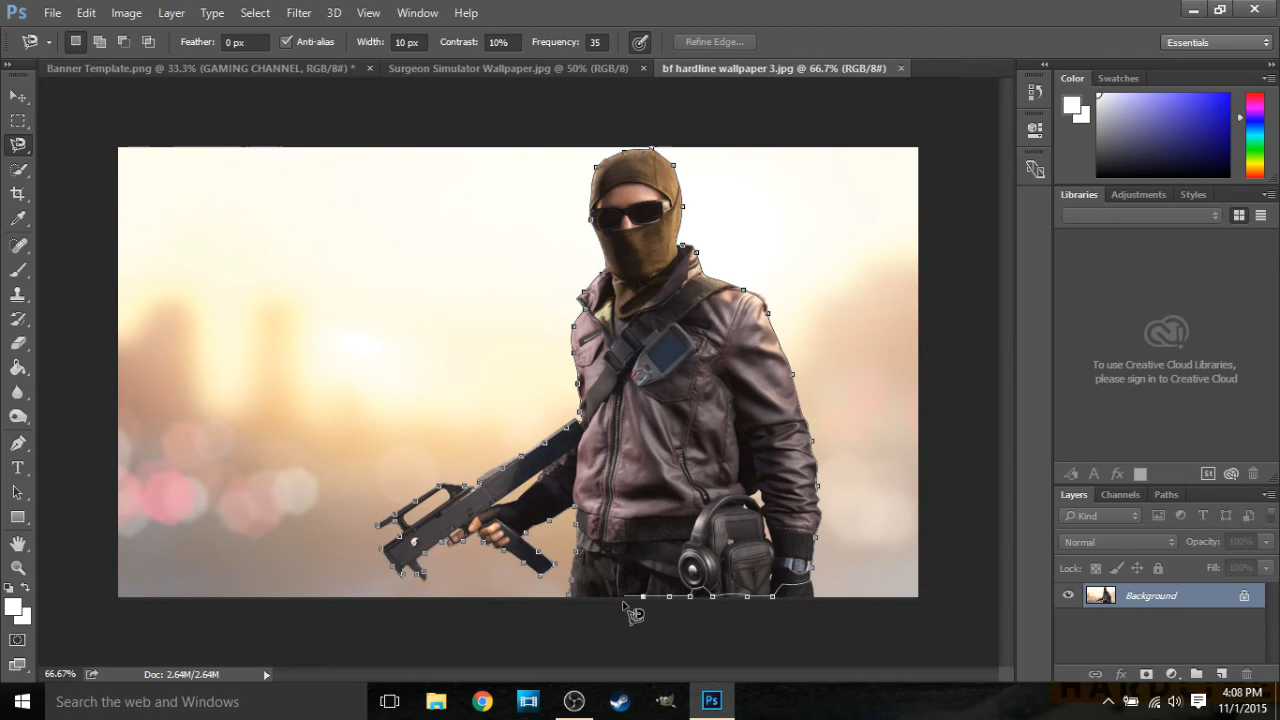 Ps File Edit Image Layer Type Select Filter 3D View Window Help
Feather: 0 px Anti-alias Width: 10 px Contrast: 10% Frequency: 35 Refine Edge... Essentials
Banner Template.png @ 33.3% (GAMING CHANNEL, RGB/8#) * Surgeon Simulator Wallpaper.jpg @ 50% (RGB/8) bf hardline wallpaper 3.jpg @ 66.7% (RGB/8#)
Color Swatches
Libraries Adjustments Styles
To use Creative Cloud Libraries,
please sign in to Creative Cloud
Layers Channels Paths
Kind
Normal Opacity: 100%
Lock: Fill: 100%
Background
66.67% Doc: 2.64M/2.64M
Search the web and Windows
Ps
4:08 PM
11/1/2015